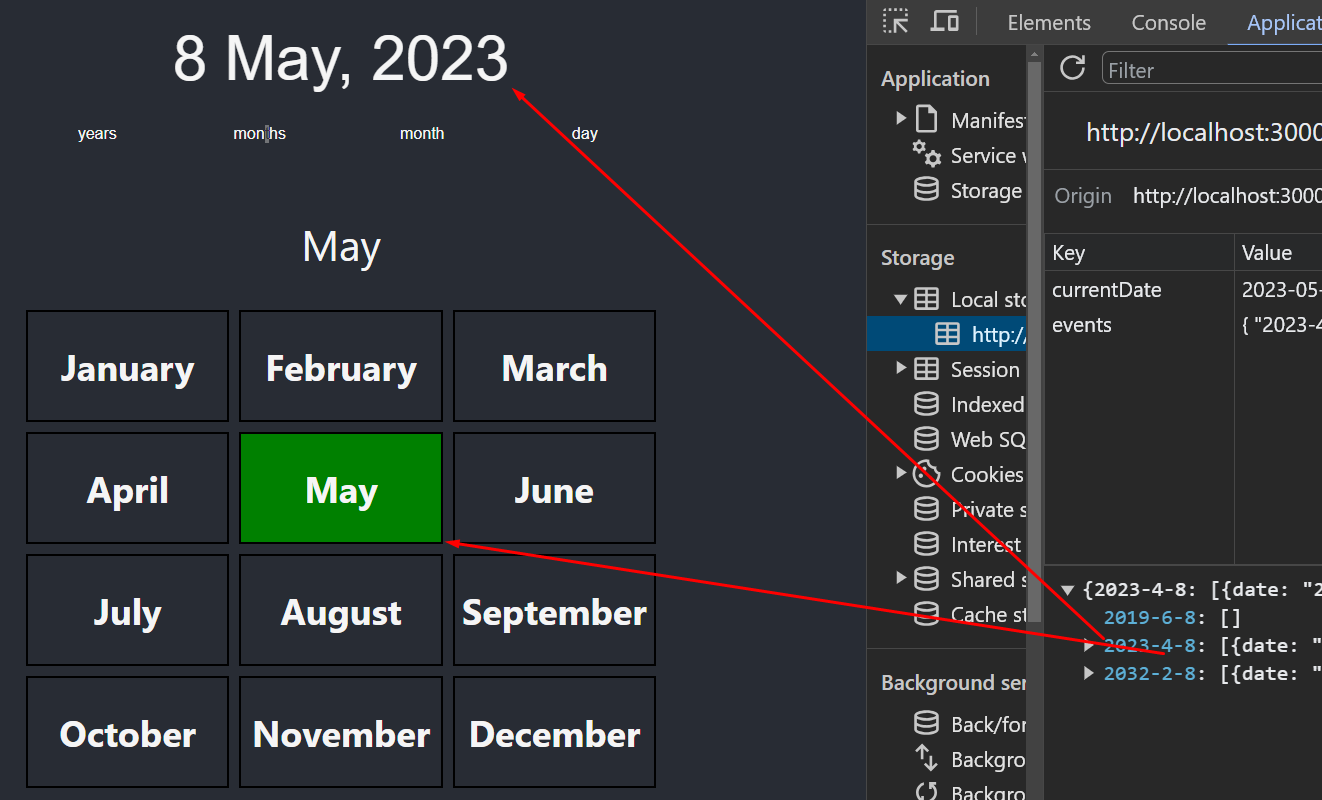 8 May, 2023
years months month day
May
January February March
April May June
July August September
October November December
Elements Console Applicat
Application
Manifest
Service w
Storage
Storage
Local sto
http://
Session
Indexed
Web SQ
Cookies
Private s
Interest
Shared s
Cache st
Background ser
Back/for
Backgro
Backgro
Filter
http://localhost:3000
Origin http://localhost:3000
Key Value
currentDate 2023-05-
events { "2023-4
{2023-4-8: [{date: "2
2019-6-8: []
2023-4-8: [{date: "
2032-2-8: [{date: "